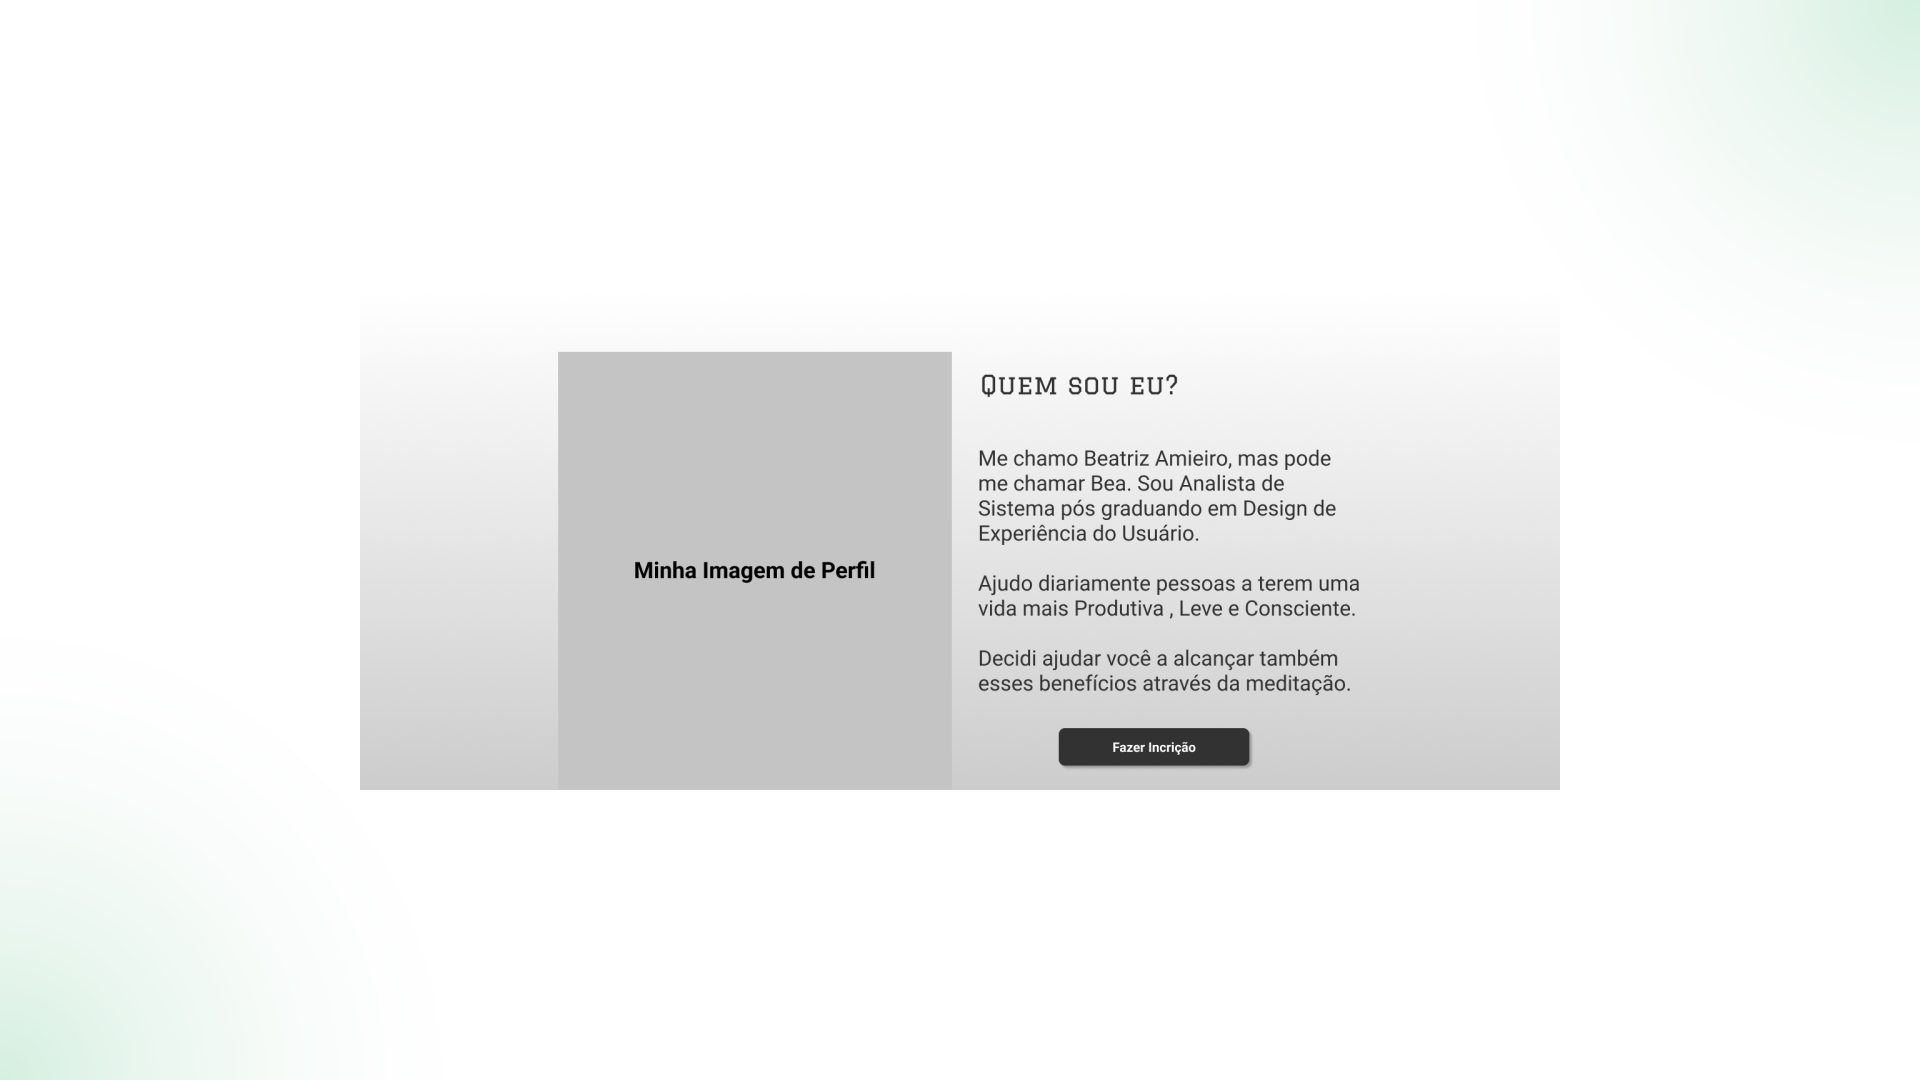 Minha Imagem de Perfil
Quem sou eu?
Me chamo Beatriz Amieiro, mas pode
me chamar Bea. Sou Analista de
Sistema pós graduando em Design de
Experiência do Usuário.
Ajudo diariamente pessoas a terem uma
vida mais Produtiva , Leve e Consciente.
Decidi ajudar você a alcançar também
esses benefícios através da meditação.
Fazer Incrição